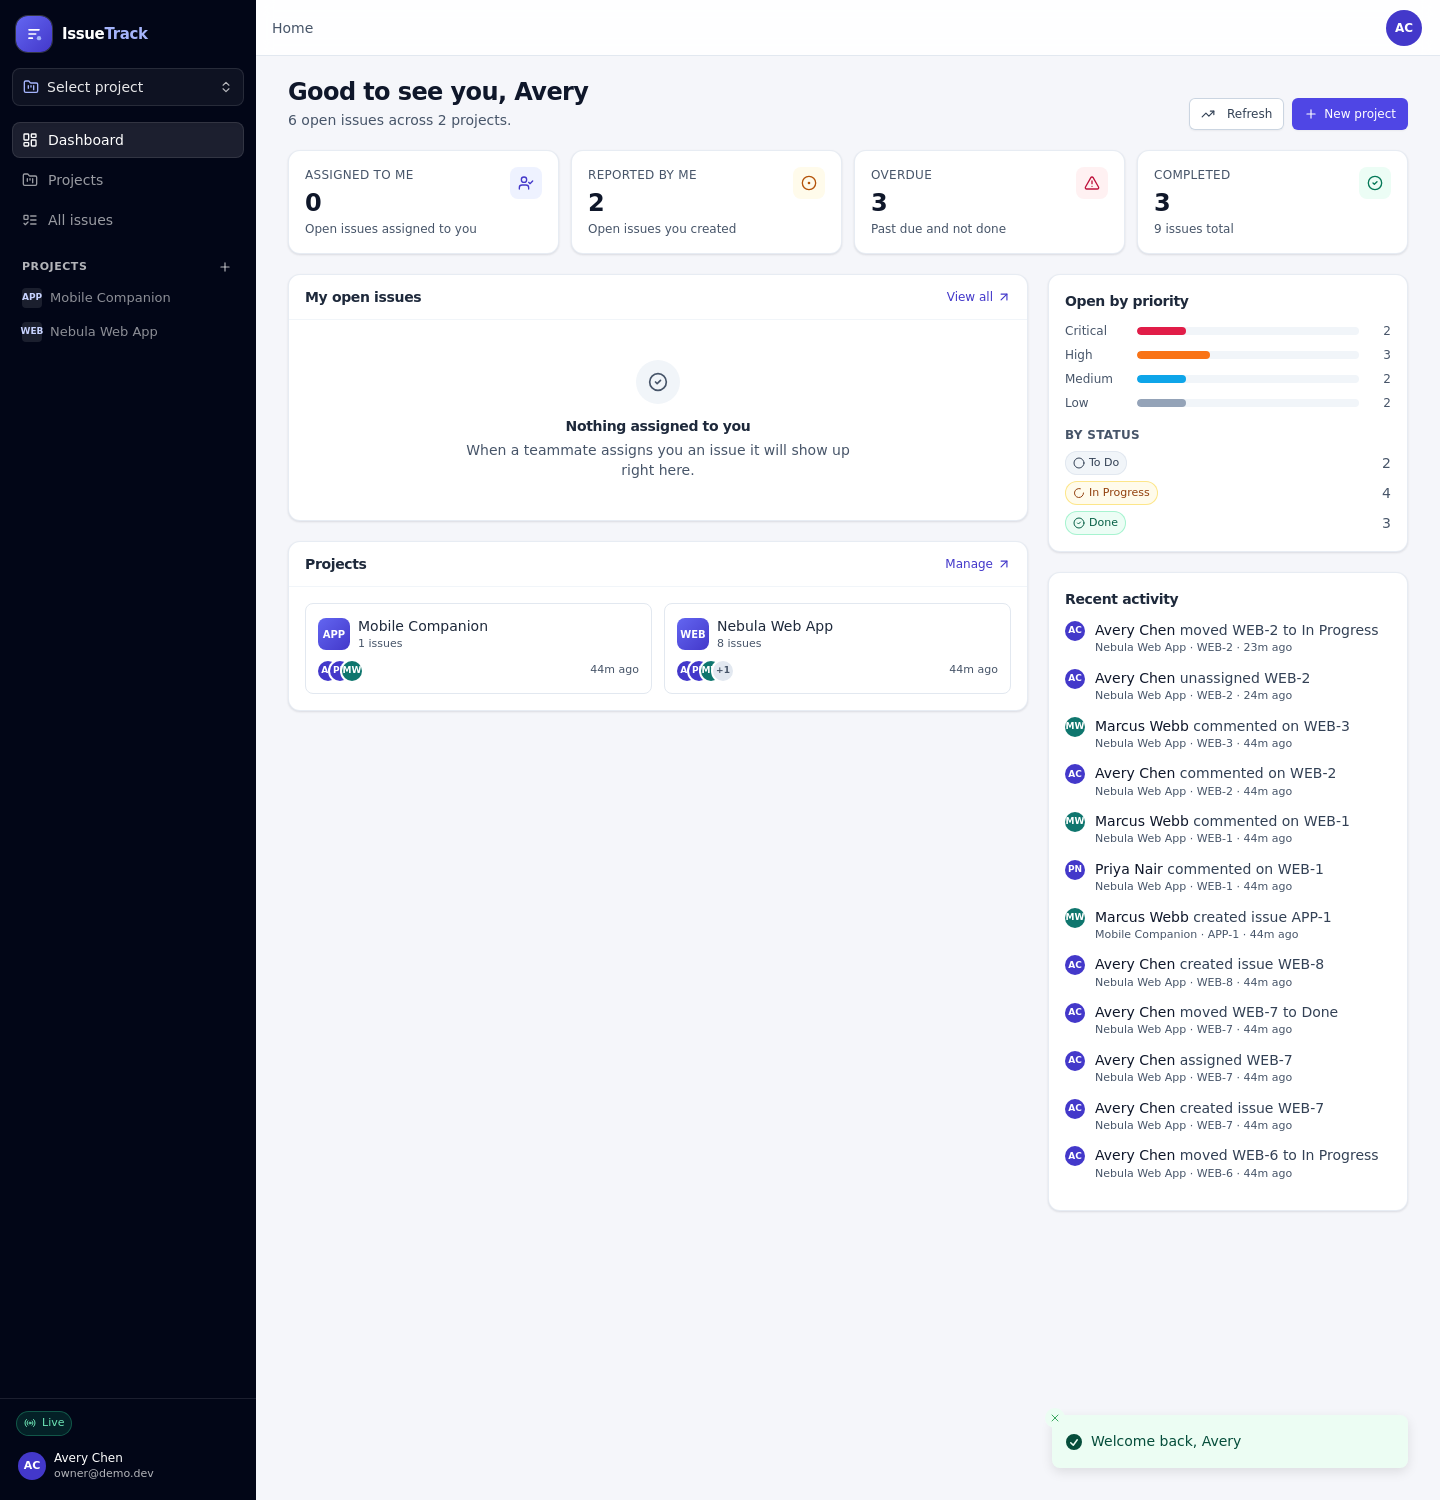 IssueTrack
Select project
Dashboard
Projects
All issues
PROJECTS
APP Mobile Companion
WEB Nebula Web App
Live
AC
Avery Chen
owner@demo.dev
Home
AC
Good to see you, Avery
6 open issues across 2 projects.
Refresh
New project
ASSIGNED TO ME
0
Open issues assigned to you
REPORTED BY ME
2
Open issues you created
OVERDUE
3
Past due and not done
COMPLETED
3
9 issues total
My open issues
View all
Nothing assigned to you
When a teammate assigns you an issue it will show up
right here.
Projects
Manage
APP
Mobile Companion
1 issues
MW
44m ago
WEB
Nebula Web App
8 issues
+1
44m ago
Open by priority
Critical 2
High 3
Medium 2
Low 2
BY STATUS
To Do 2
In Progress 4
Done 3
Recent activity
AC Avery Chen moved WEB-2 to In Progress
Nebula Web App · WEB-2 · 23m ago
AC Avery Chen unassigned WEB-2
Nebula Web App · WEB-2 · 24m ago
MW Marcus Webb commented on WEB-3
Nebula Web App · WEB-3 · 44m ago
AC Avery Chen commented on WEB-2
Nebula Web App · WEB-2 · 44m ago
MW Marcus Webb commented on WEB-1
Nebula Web App · WEB-1 · 44m ago
PN Priya Nair commented on WEB-1
Nebula Web App · WEB-1 · 44m ago
MW Marcus Webb created issue APP-1
Mobile Companion · APP-1 · 44m ago
AC Avery Chen created issue WEB-8
Nebula Web App · WEB-8 · 44m ago
AC Avery Chen moved WEB-7 to Done
Nebula Web App · WEB-7 · 44m ago
AC Avery Chen assigned WEB-7
Nebula Web App · WEB-7 · 44m ago
AC Avery Chen created issue WEB-7
Nebula Web App · WEB-7 · 44m ago
AC Avery Chen moved WEB-6 to In Progress
Nebula Web App · WEB-6 · 44m ago
Welcome back, Avery